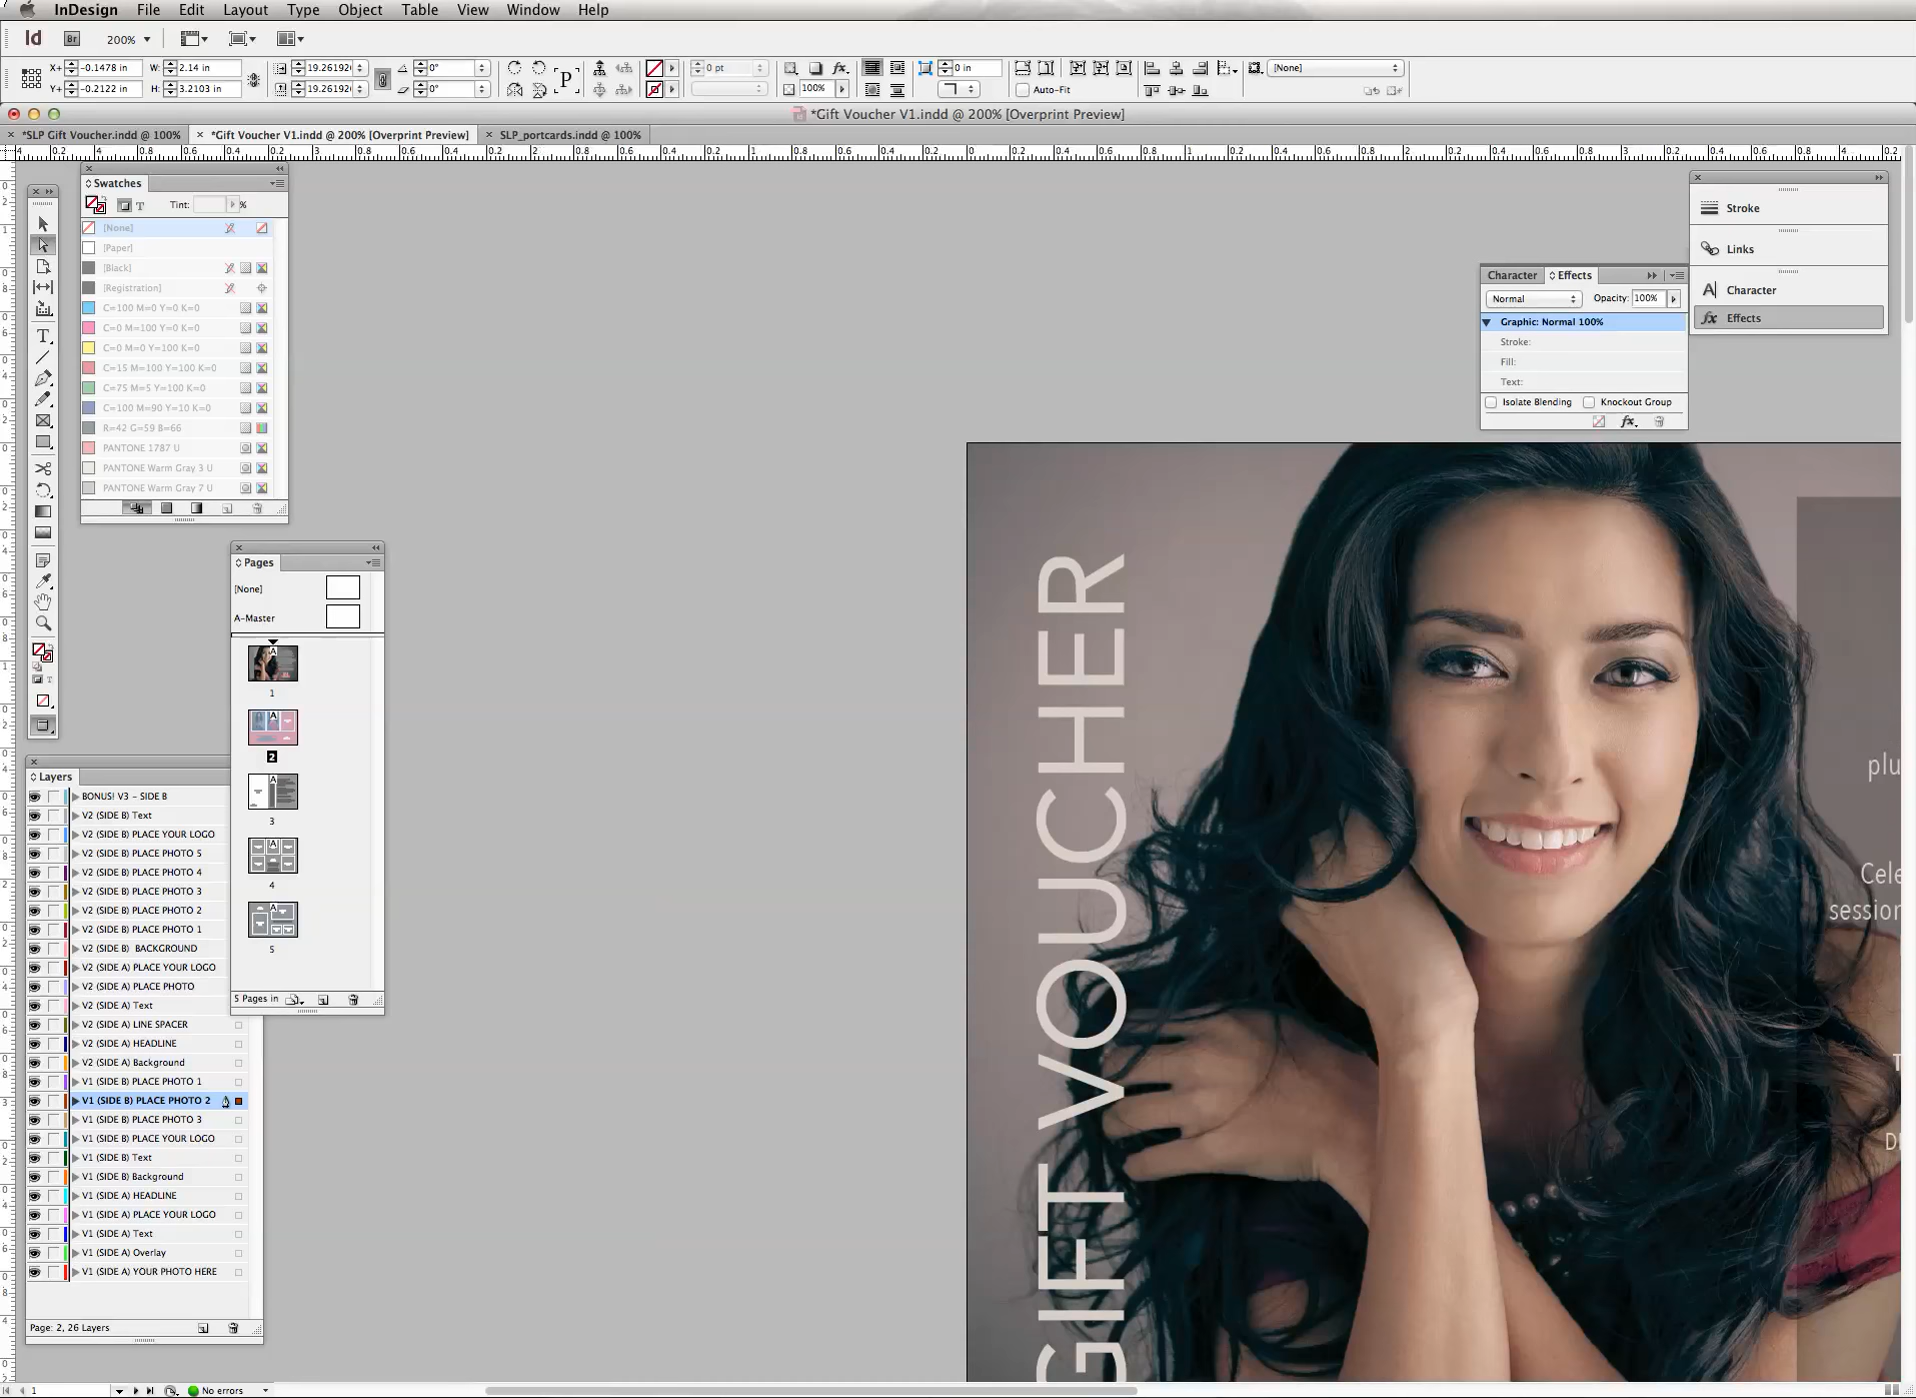 InDesign File Edit Layout Type Object Table View Window Help
Id Br 200%
X+ -0.1478 in W: 2.14 in 19.26192 0° P 0 pt fx 0 in [None]
Y+ -0.2122 in H: 3.2103 in 19.26192 0° 100% Auto-Fit
*Gift Voucher V1.indd @ 200% [Overprint Preview]
*SLP Gift Voucher.indd @ 100% *Gift Voucher V1.indd @ 200% [Overprint Preview] SLP_portcards.indd @ 100%
Swatches
T Tint: %
[None]
[Paper]
[Black]
[Registration]
C=100 M=0 Y=0 K=0
C=0 M=100 Y=0 K=0
C=0 M=0 Y=100 K=0
C=15 M=100 Y=100 K=0
C=75 M=5 Y=100 K=0
C=100 M=90 Y=10 K=0
R=42 G=59 B=66
PANTONE 1787 U
PANTONE Warm Gray 3 U
PANTONE Warm Gray 7 U
Pages
[None]
A-Master
1
2
3
4
5
5 Pages in
Layers
BONUS! V3 - SIDE B
V2 (SIDE B) Text
V2 (SIDE B) PLACE YOUR LOGO
V2 (SIDE B) PLACE PHOTO 5
V2 (SIDE B) PLACE PHOTO 4
V2 (SIDE B) PLACE PHOTO 3
V2 (SIDE B) PLACE PHOTO 2
V2 (SIDE B) PLACE PHOTO 1
V2 (SIDE B) BACKGROUND
V2 (SIDE A) PLACE YOUR LOGO
V2 (SIDE A) PLACE PHOTO
V2 (SIDE A) Text
V2 (SIDE A) LINE SPACER
V2 (SIDE A) HEADLINE
V2 (SIDE A) Background
V1 (SIDE B) PLACE PHOTO 1
V1 (SIDE B) PLACE PHOTO 2
V1 (SIDE B) PLACE PHOTO 3
V1 (SIDE B) PLACE YOUR LOGO
V1 (SIDE B) Text
V1 (SIDE B) Background
V1 (SIDE A) HEADLINE
V1 (SIDE A) PLACE YOUR LOGO
V1 (SIDE A) Text
V1 (SIDE A) Overlay
V1 (SIDE A) YOUR PHOTO HERE
Page: 2, 26 Layers
1 No errors
Stroke
Links
Character
Effects
Character Effects
Normal Opacity: 100%
Graphic: Normal 100%
Stroke:
Fill:
Text:
Isolate Blending Knockout Group
fx
GIFT VOUCHER
plu
Cele
session
T
DI